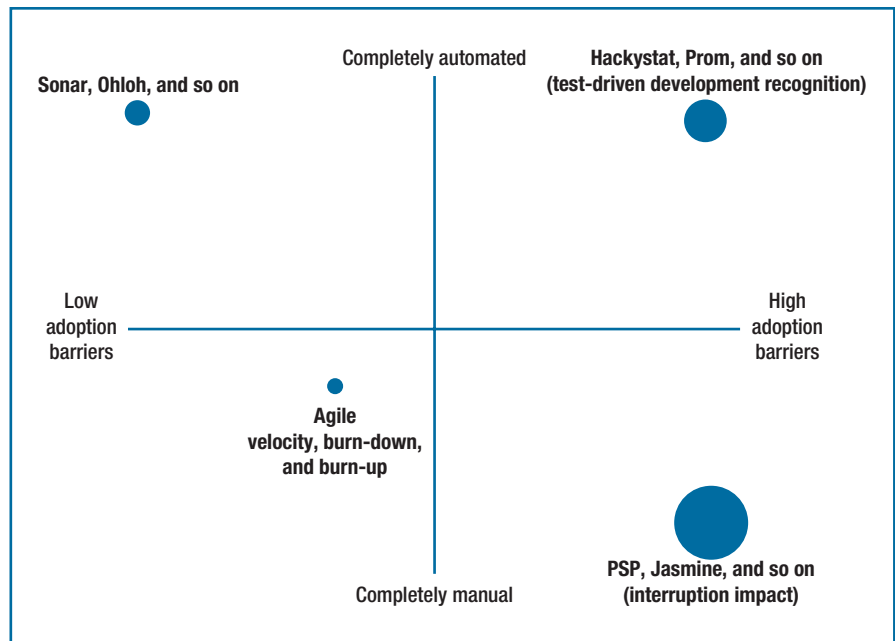 Completely automated
Sonar, Ohloh, and so on
Hackystat, Prom, and so on
(test-driven development recognition)
Low
adoption
barriers
High
adoption
barriers
Agile
velocity, burn-down,
and burn-up
PSP, Jasmine, and so on
(interruption impact)
Completely manual